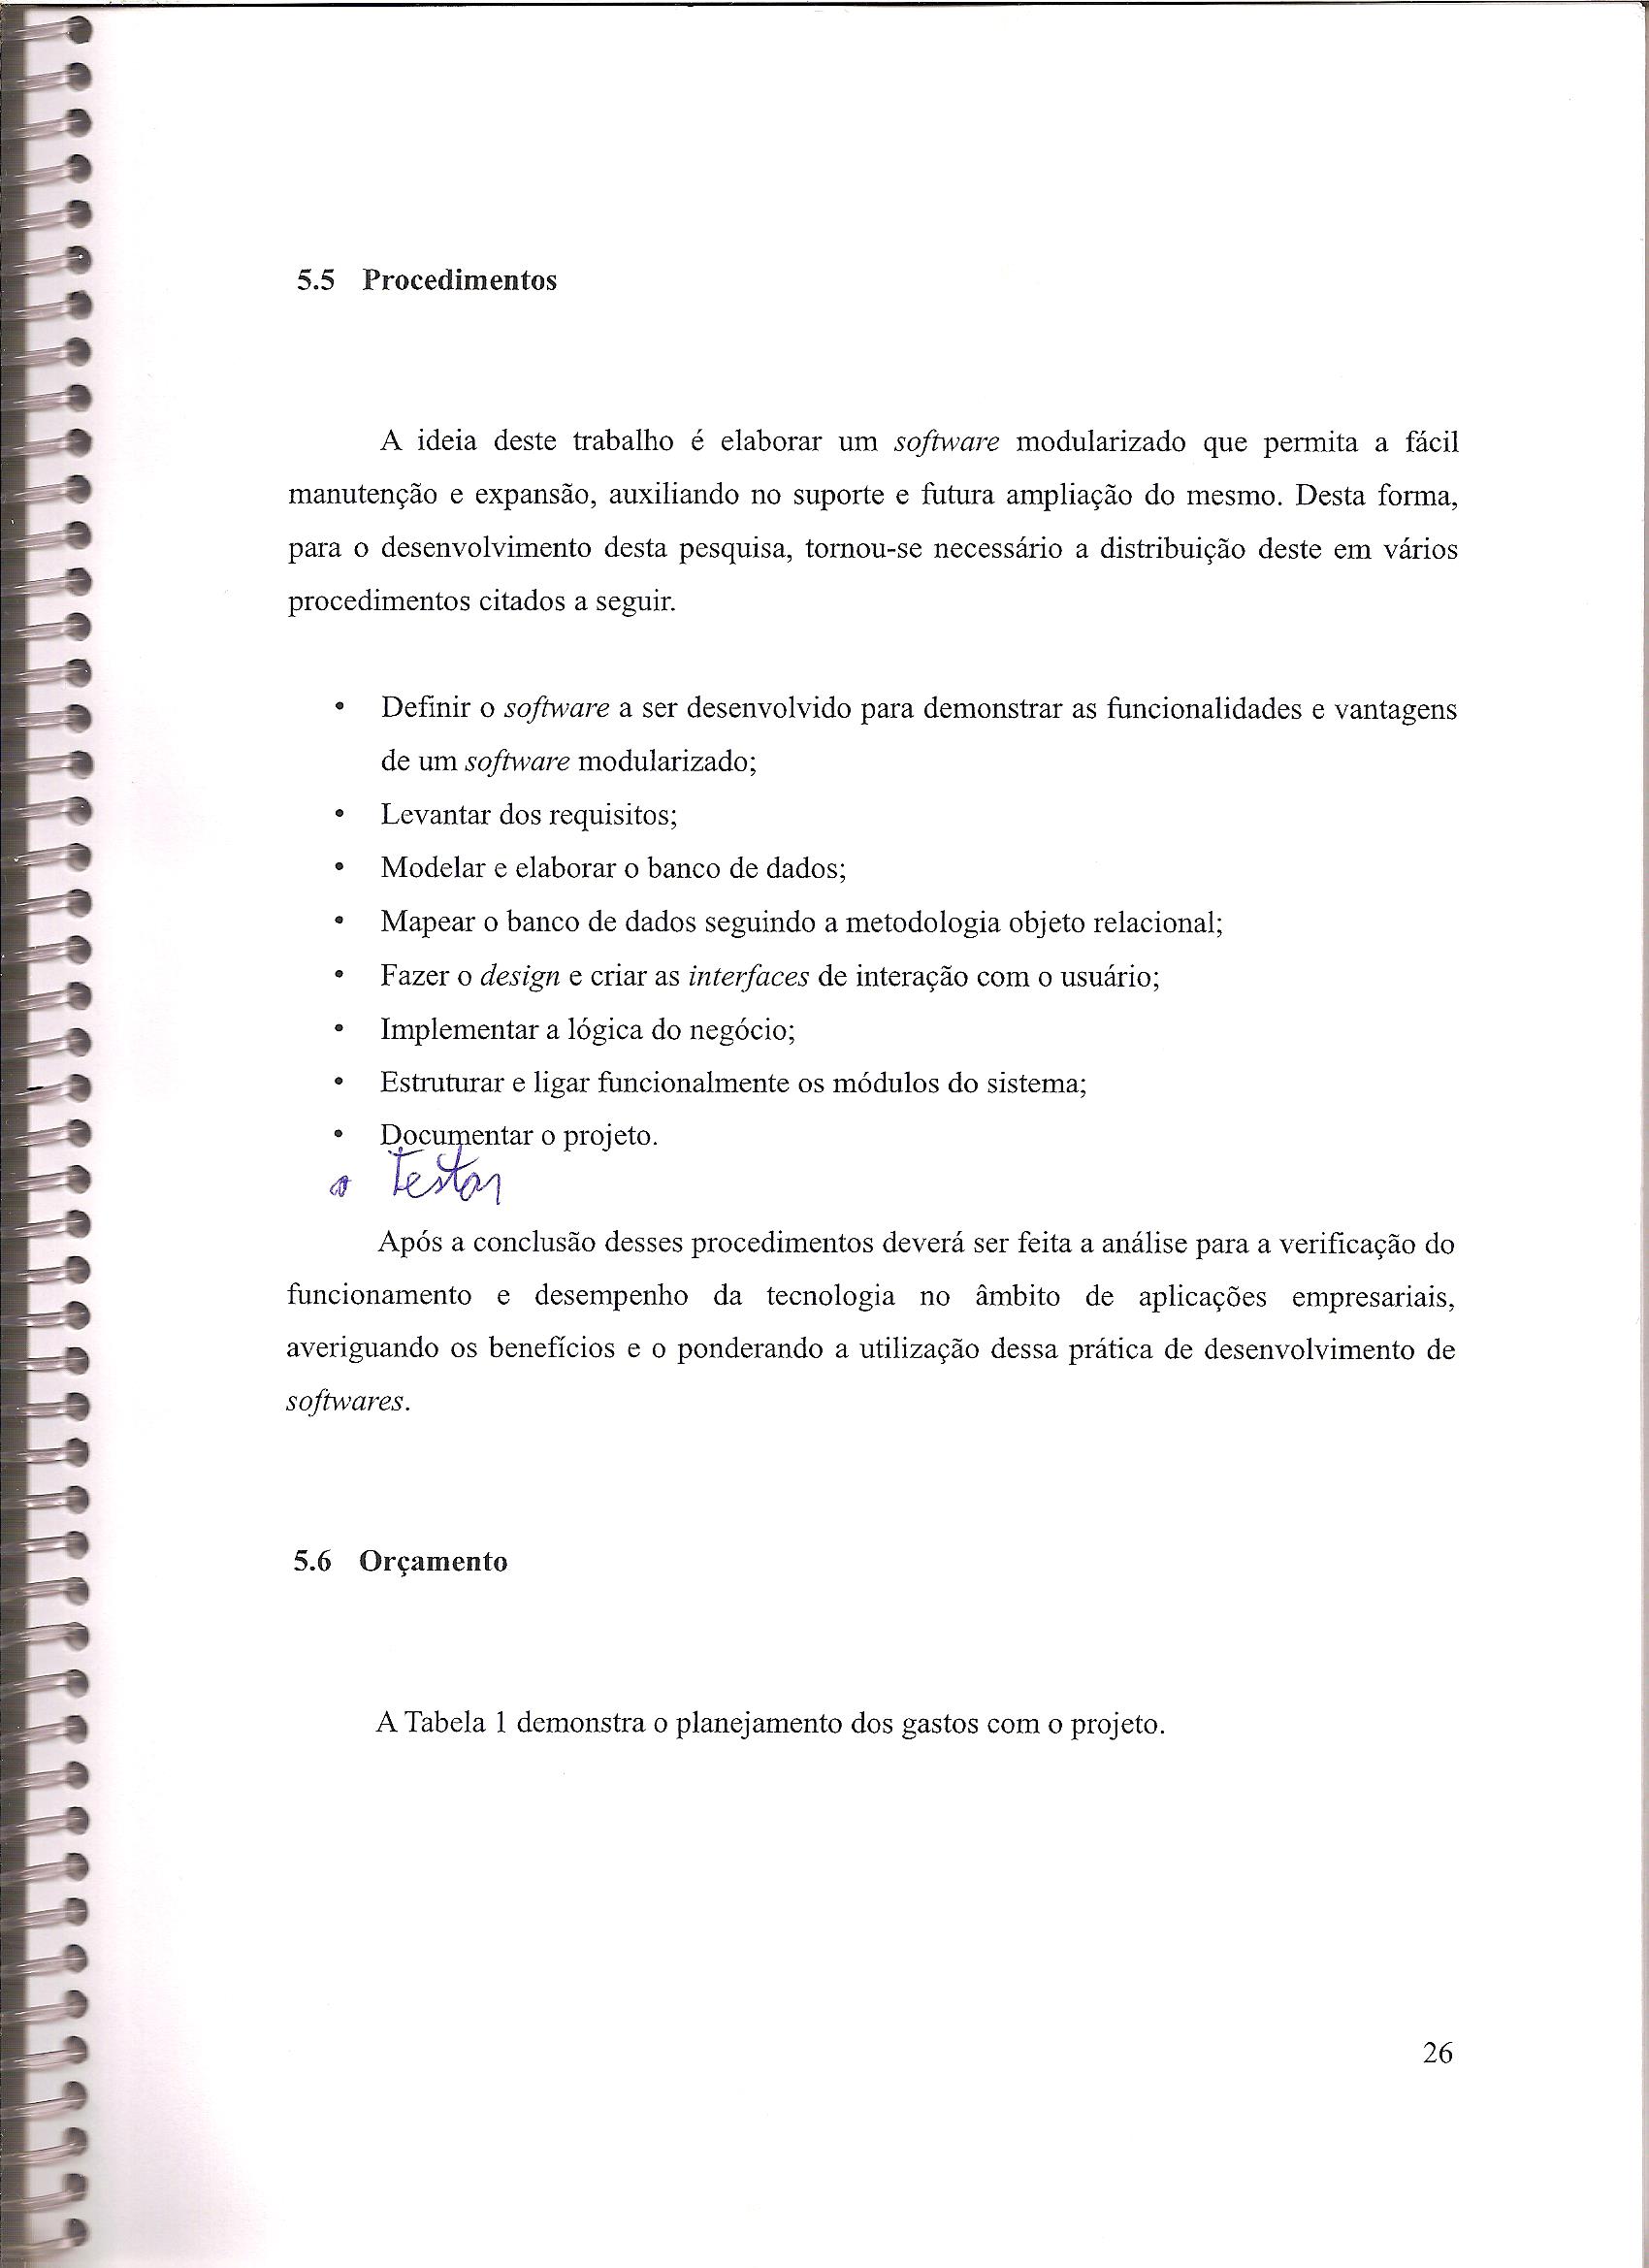 5.5 Procedimentos
A ideia deste trabalho é elaborar um software modularizado que permita a fácil
manutenção e expansão, auxiliando no suporte e futura ampliação do mesmo. Desta forma,
para o desenvolvimento desta pesquisa, tornou-se necessário a distribuição deste em vários
procedimentos citados a seguir.
• Definir o software a ser desenvolvido para demonstrar as funcionalidades e vantagens
de um software modularizado;
• Levantar dos requisitos;
• Modelar e elaborar o banco de dados;
• Mapear o banco de dados seguindo a metodologia objeto relacional;
• Fazer o design e criar as interfaces de interação com o usuário;
• Implementar a lógica do negócio;
• Estruturar e ligar funcionalmente os módulos do sistema;
• Documentar o projeto.
• Testar
Após a conclusão desses procedimentos deverá ser feita a análise para a verificação do
funcionamento e desempenho da tecnologia no âmbito de aplicações empresariais,
averiguando os benefícios e o ponderando a utilização dessa prática de desenvolvimento de
softwares.
5.6 Orçamento
A Tabela 1 demonstra o planejamento dos gastos com o projeto.
26